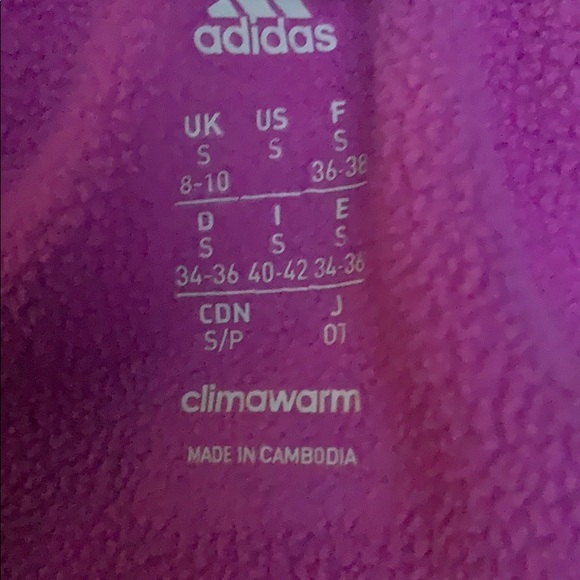 adidas
UK US F
S S S
8-10 36-38
D I E
S S S
34-36 40-42 34-36
CDN J
S/P OT
climawarm
MADE IN CAMBODIA